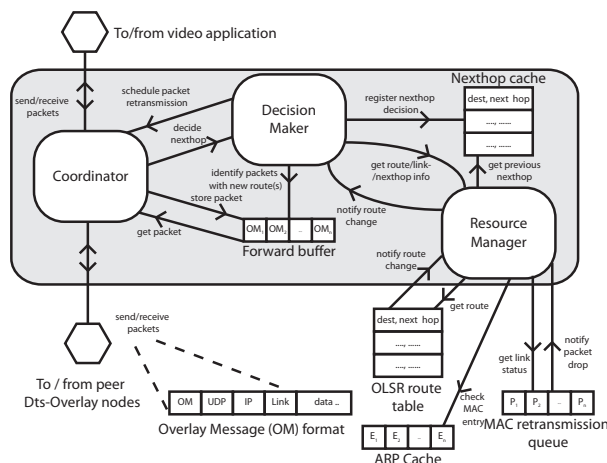 To/from video application
send/receive
packets
schedule packet
retransmission
Decision
Maker
Nexthop cache
dest, next hop
...., ......
...., ......
register nexthop
decision
decide
nexthop
Coordinator
identify packets
with new route(s)
get route/link-
/nexthop info
get previous
nexthop
store packet
notify route
change
get packet
OM1 OM2 .. OMn
Forward buffer
Resource
Manager
notify route
change
get route
send/receive
packets
dest, next hop
...., ......
...., ......
OLSR route
table
get link
status
notify
packet
drop
To / from peer
Dts-Overlay nodes
check
MAC
entry
OM UDP IP Link data ..
Overlay Message (OM) format
E1 E2 .. En
ARP Cache
P1 P2 .. Pn
MAC retransmission
queue